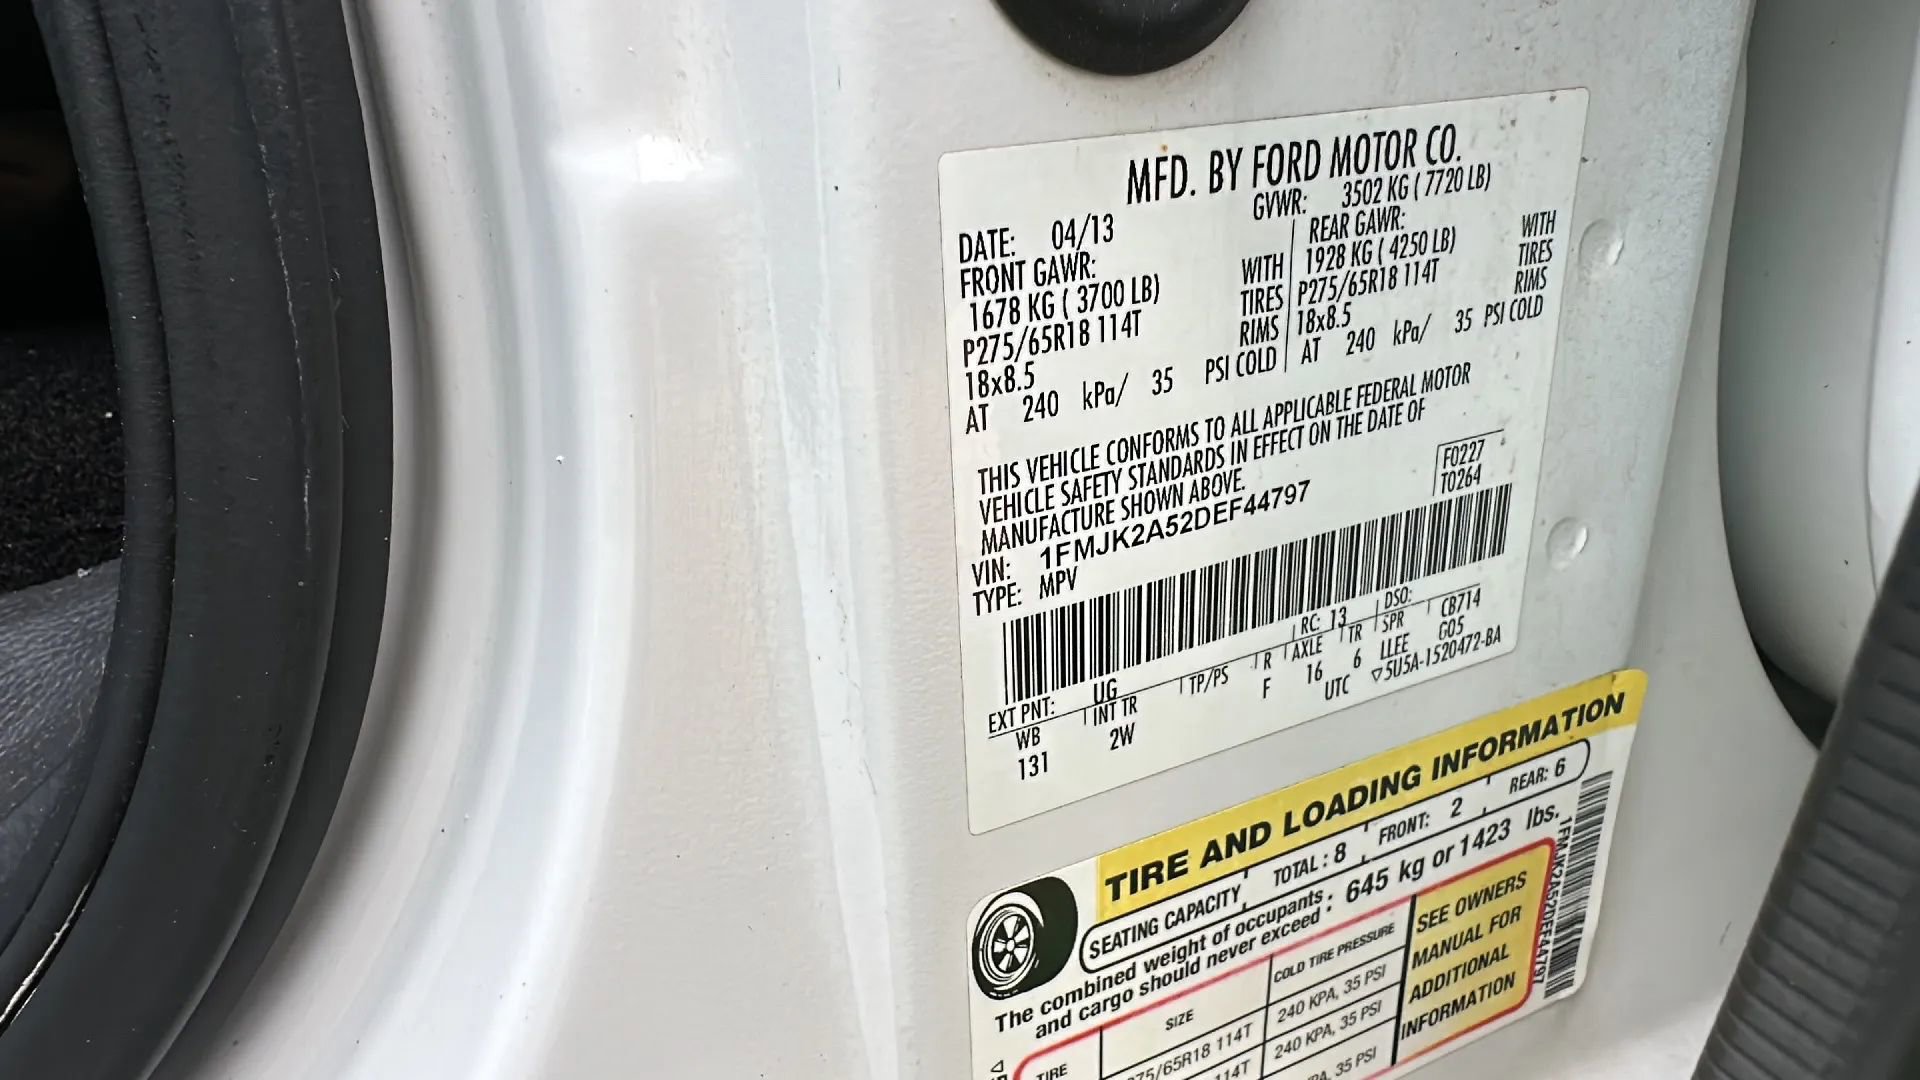 MFD. BY FORD MOTOR CO.
DATE: 04/13
GVWR: 3502 KG ( 7720 LB)
FRONT GAWR:
1678 KG ( 3700 LB) WITH
P275/65R18 114T TIRES
18x8.5 RIMS
AT 240 kPa/ 35 PSI COLD
REAR GAWR: WITH
1928 KG ( 4250 LB) TIRES
P275/65R18 114T RIMS
18x8.5
AT 240 kPa/ 35 PSI COLD
THIS VEHICLE CONFORMS TO ALL APPLICABLE FEDERAL MOTOR
VEHICLE SAFETY STANDARDS IN EFFECT ON THE DATE OF
MANUFACTURE SHOWN ABOVE.
F0227
T0264
VIN: 1FMJK2A52DEF44797
TYPE: MPV
EXT PNT: UG RC: 13 DSO: CB714
WB INT TR TP/PS R AXLE TR SPR G05
131 2W F 16 6 LLEE
UTC ▽5U5A-1520472-BA
TIRE AND LOADING INFORMATION
SEATING CAPACITY TOTAL : 8 FRONT: 2 REAR: 6
The combined weight of occupants
and cargo should never exceed : 645 kg or 1423 lbs.
TIRE SIZE COLD TIRE PRESSURE
75/65R18 114T 240 KPA, 35 PSI
114T 240 KPA, 35 PSI
35 PSI
SEE OWNERS
MANUAL FOR
ADDITIONAL
INFORMATION
1FMJK2A52DEF44797